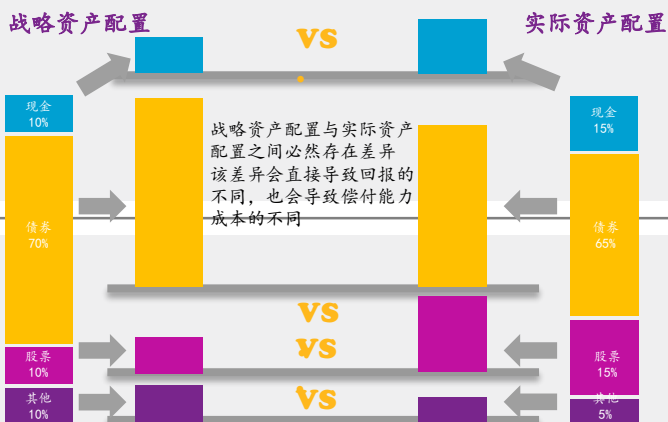 战略资产配置
vs
实际资产配置
现金
10%
现金
15%
战略资产配置与实际资产
配置之间必然存在差异
该差异会直接导致回报的
不同，也会导致偿付能力
成本的不同
债券
70%
债券
65%
vs
vs
股票
10%
股票
15%
vs
其他
10%
其他
5%